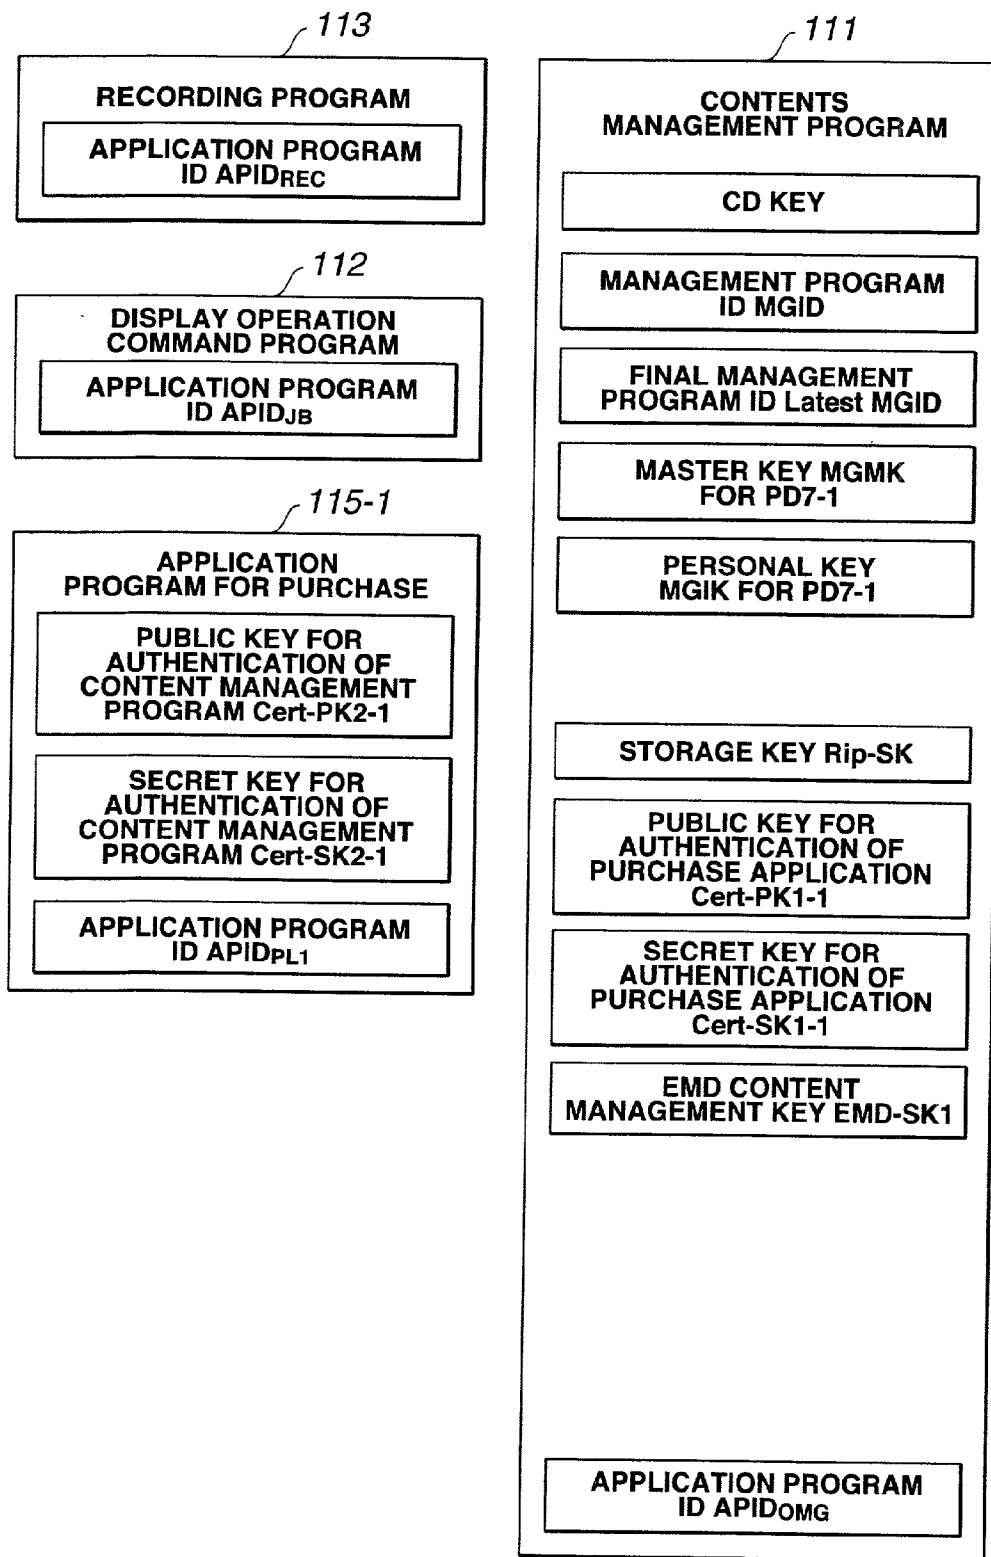 113
RECORDING PROGRAM
APPLICATION PROGRAM
ID APIDREC
112
DISPLAY OPERATION
COMMAND PROGRAM
APPLICATION PROGRAM
ID APIDJB
115-1
APPLICATION
PROGRAM FOR PURCHASE
PUBLIC KEY FOR
AUTHENTICATION OF
CONTENT MANAGEMENT
PROGRAM Cert-PK2-1
SECRET KEY FOR
AUTHENTICATION OF
CONTENT MANAGEMENT
PROGRAM Cert-SK2-1
APPLICATION PROGRAM
ID APIDPL1
111
CONTENTS
MANAGEMENT PROGRAM
CD KEY
MANAGEMENT PROGRAM
ID MGID
FINAL MANAGEMENT
PROGRAM ID Latest MGID
MASTER KEY MGMK
FOR PD7-1
PERSONAL KEY
MGIK FOR PD7-1
STORAGE KEY Rip-SK
PUBLIC KEY FOR
AUTHENTICATION OF
PURCHASE APPLICATION
Cert-PK1-1
SECRET KEY FOR
AUTHENTICATION OF
PURCHASE APPLICATION
Cert-SK1-1
EMD CONTENT
MANAGEMENT KEY EMD-SK1
APPLICATION PROGRAM
ID APIDOMG